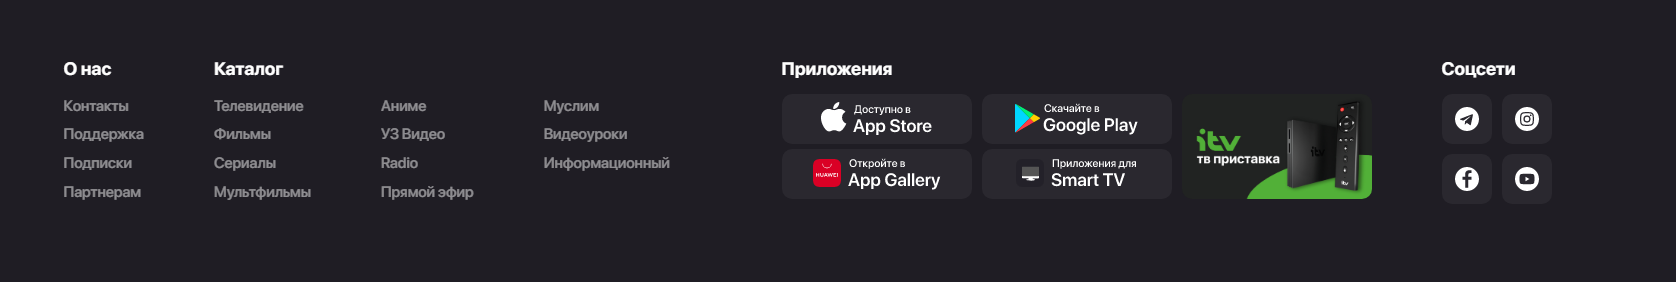 О нас
Контакты
Поддержка
Подписки
Партнерам
Каталог
Телевидение
Фильмы
Сериалы
Мультфильмы
Аниме
УЗ Видео
Radio
Прямой эфир
Муслим
Видеоуроки
Информационный
Приложения
Доступно в
App Store
Скачайте в
Google Play
HUAWEI
Откройте в
App Gallery
Приложения для
Smart TV
itv
тв приставка
itv
itv
Соцсети